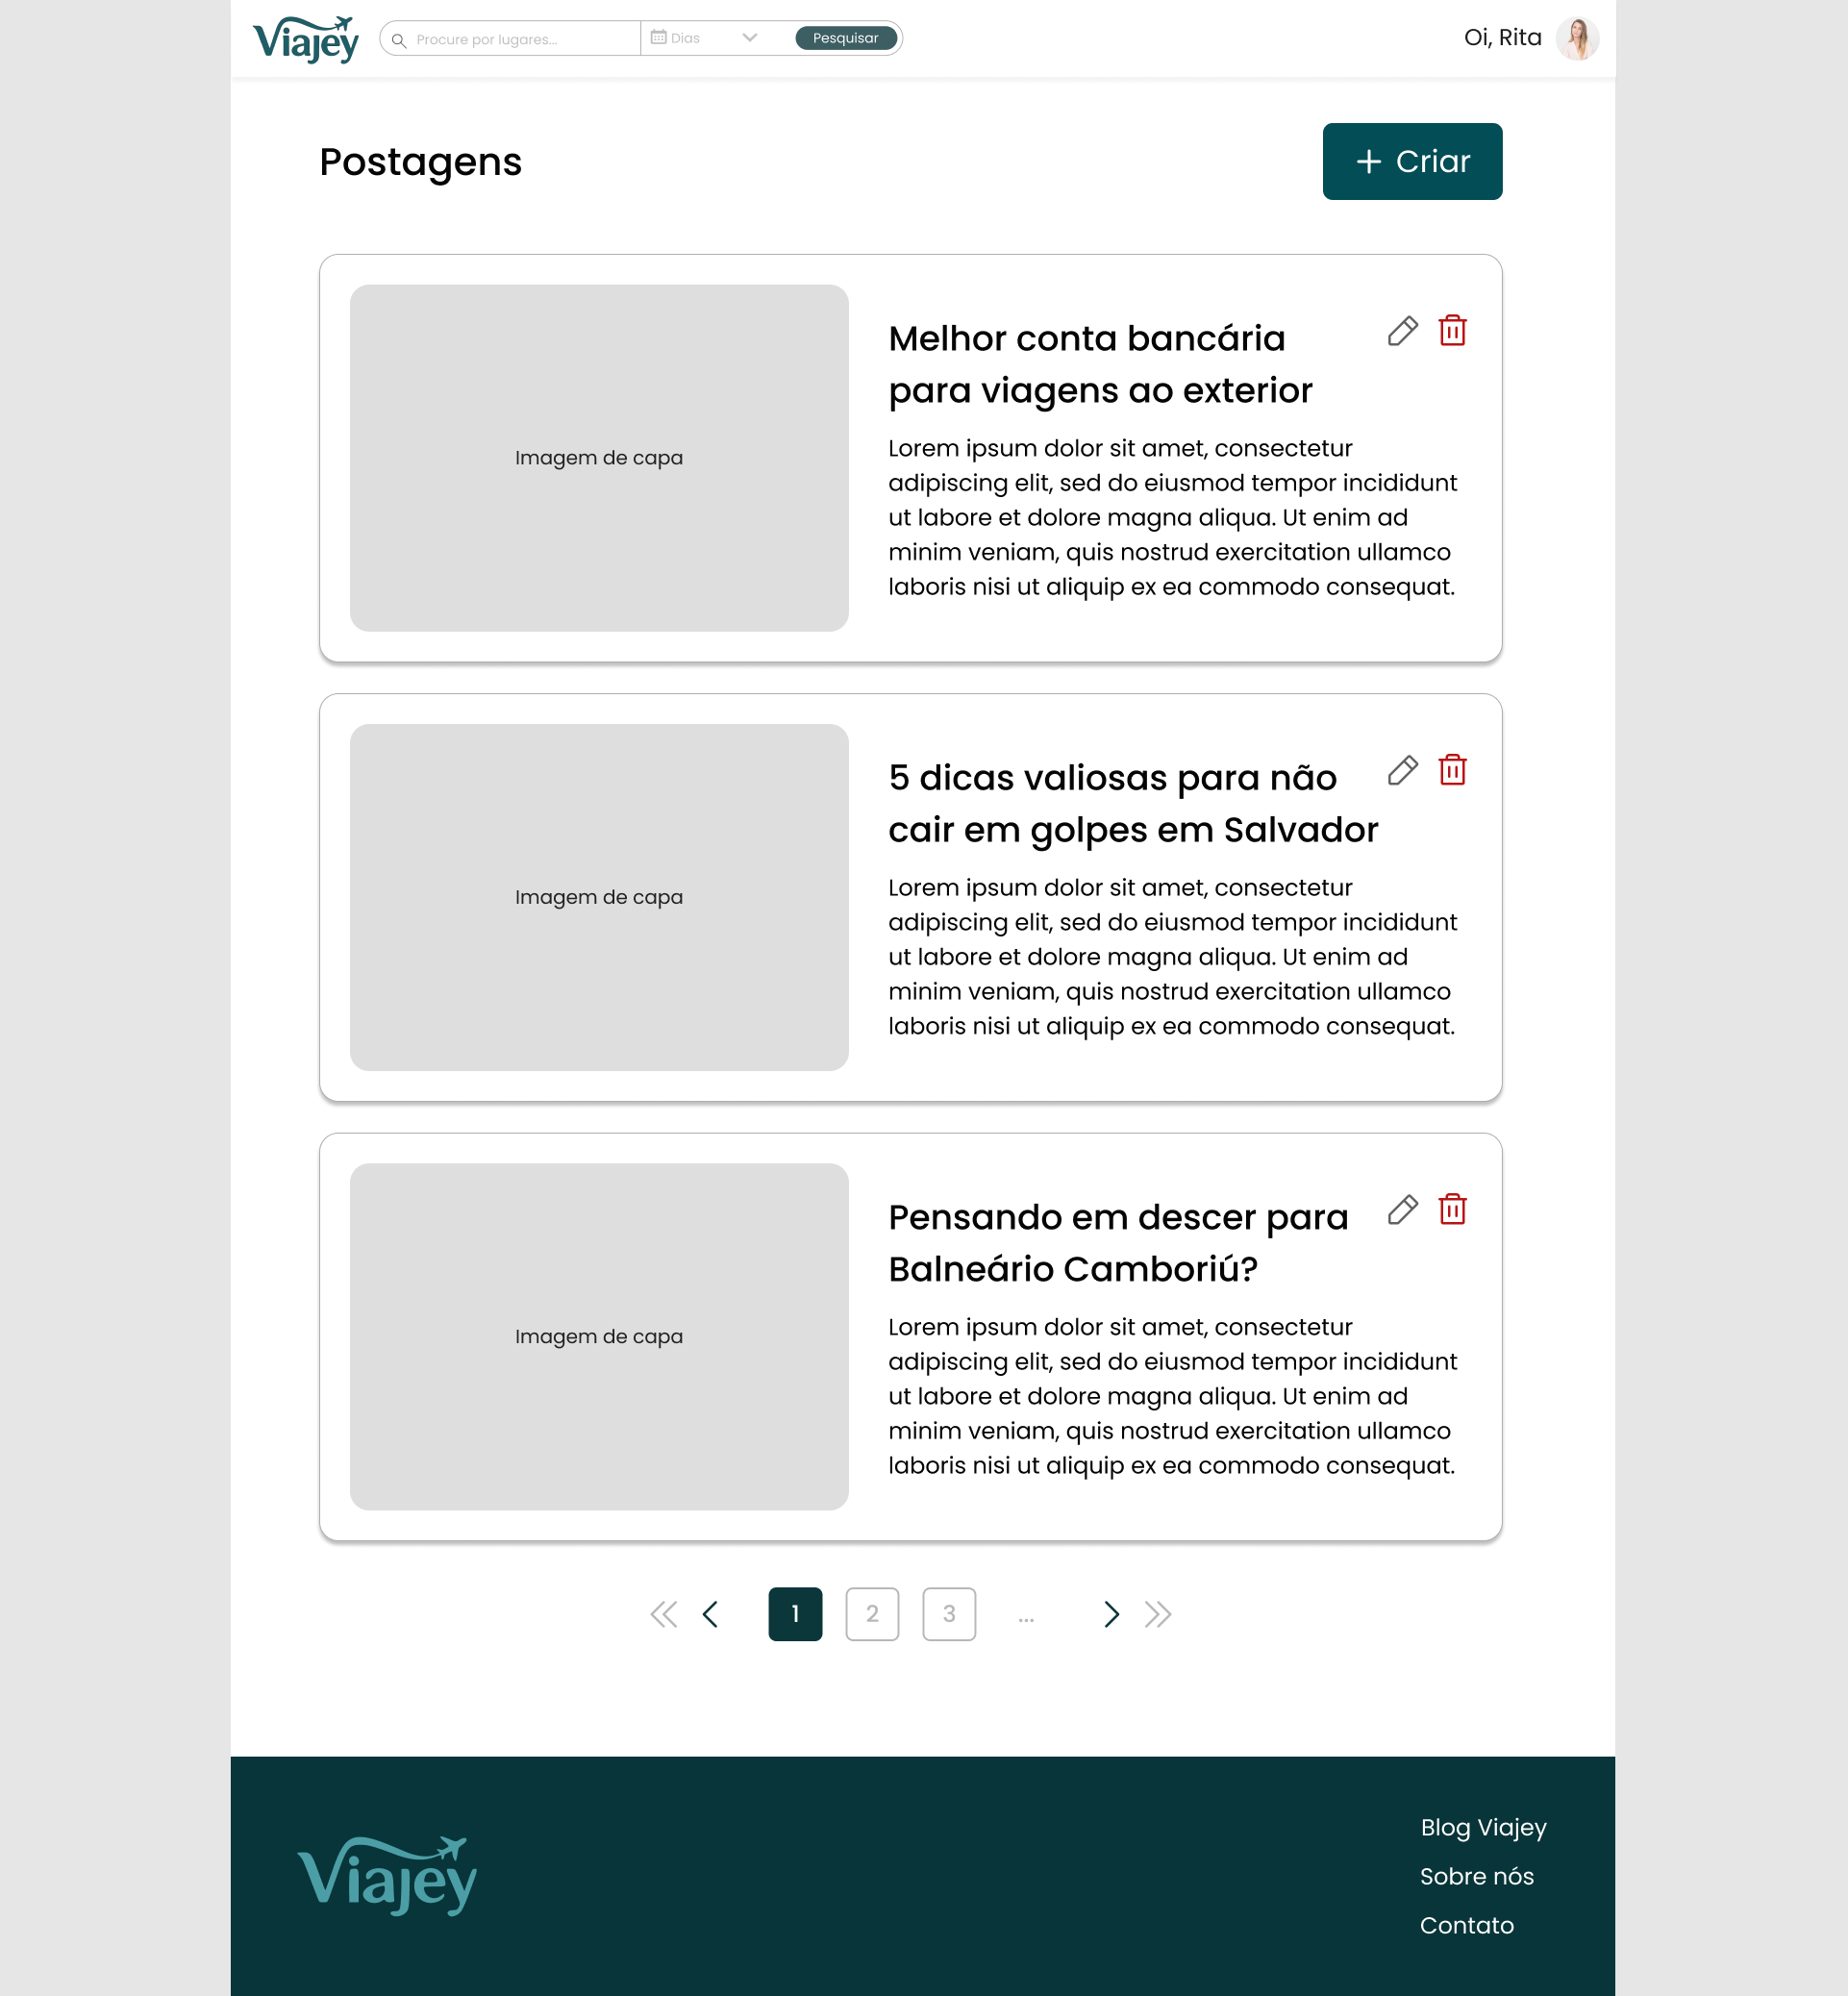 Viajey
Procure por lugares...
Dias
Pesquisar
Oi, Rita
Postagens
Criar
Imagem de capa
Melhor conta bancária
para viagens ao exterior
Lorem ipsum dolor sit amet, consectetur
adipiscing elit, sed do eiusmod tempor incididunt
ut labore et dolore magna aliqua. Ut enim ad
minim veniam, quis nostrud exercitation ullamco
laboris nisi ut aliquip ex ea commodo consequat.
Imagem de capa
5 dicas valiosas para não
cair em golpes em Salvador
Lorem ipsum dolor sit amet, consectetur
adipiscing elit, sed do eiusmod tempor incididunt
ut labore et dolore magna aliqua. Ut enim ad
minim veniam, quis nostrud exercitation ullamco
laboris nisi ut aliquip ex ea commodo consequat.
Imagem de capa
Pensando em descer para
Balneário Camboriú?
Lorem ipsum dolor sit amet, consectetur
adipiscing elit, sed do eiusmod tempor incididunt
ut labore et dolore magna aliqua. Ut enim ad
minim veniam, quis nostrud exercitation ullamco
laboris nisi ut aliquip ex ea commodo consequat.
1 2 3 ...
Viajey
Blog Viajey
Sobre nós
Contato